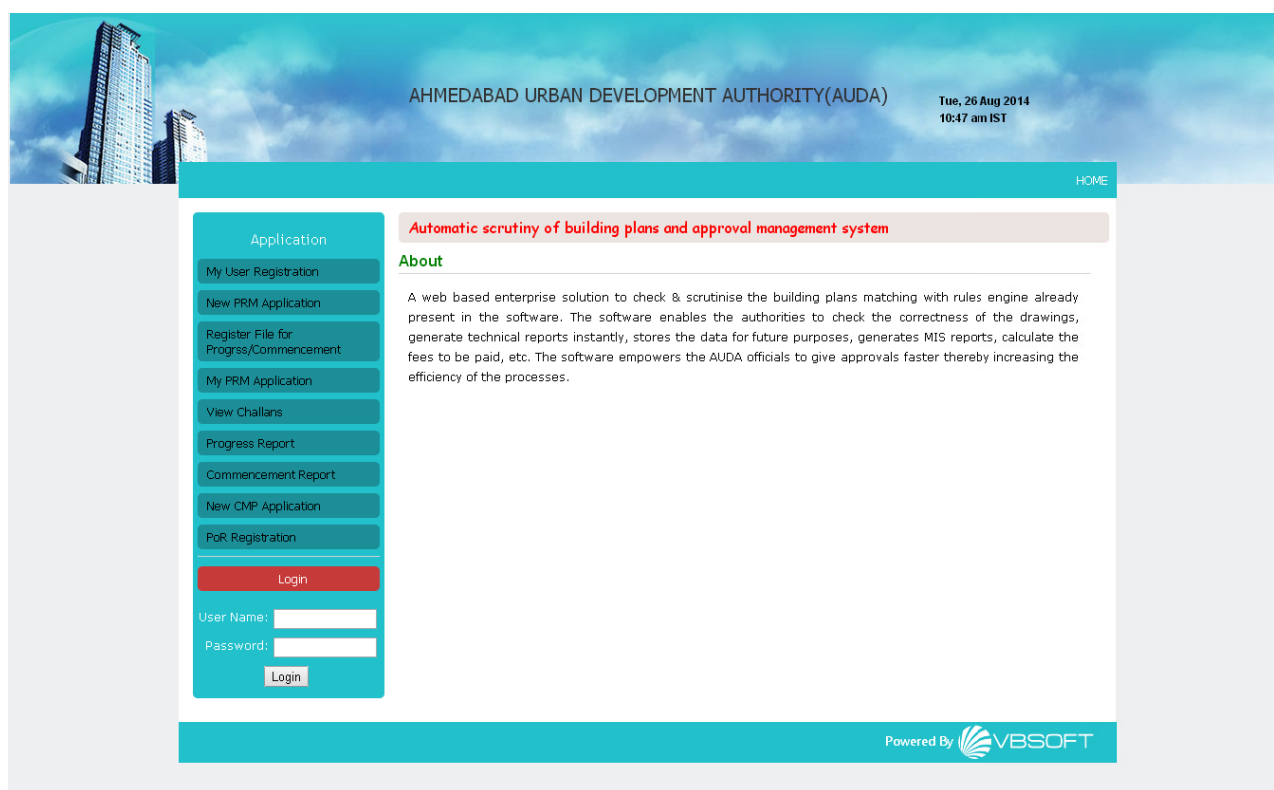 AHMEDABAD URBAN DEVELOPMENT AUTHORITY(AUDA)
Tue, 26 Aug 2014
10:47 am IST
HOME
Application
My User Registration
New PRM Application
Register File for
Progrss/Commencement
My PRM Application
View Challans
Progress Report
Commencement Report
New CMP Application
PoR Registration
Login
User Name:
Password:
Login
Automatic scrutiny of building plans and approval management system
About
A web based enterprise solution to check & scrutinise the building plans matching with rules engine already
present in the software. The software enables the authorities to check the correctness of the drawings,
generate technical reports instantly, stores the data for future purposes, generates MIS reports, calculate the
fees to be paid, etc. The software empowers the AUDA officials to give approvals faster thereby increasing the
efficiency of the processes.
Powered By VBSOFT